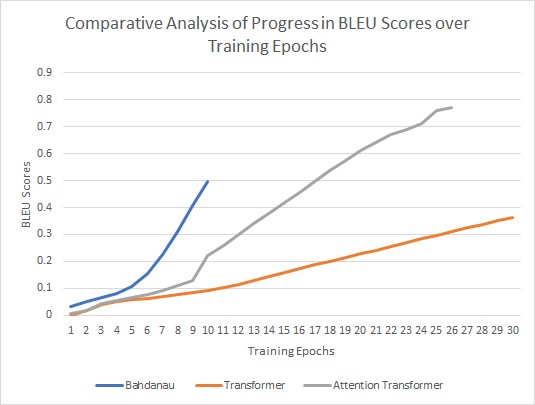 Comparative Analysis of Progress in BLEU Scores over
Training Epochs
0.9
0.8
0.7
0.6
0.5
0.4
0.3
0.2
0.1
0
BLEU Scores
1 2 3 4 5 6 7 8 9 10 11 12 13 14 15 16 17 18 19 20 21 22 23 24 25 26 27 28 29 30
Training Epochs
Bahdanau Transformer Attention Transformer